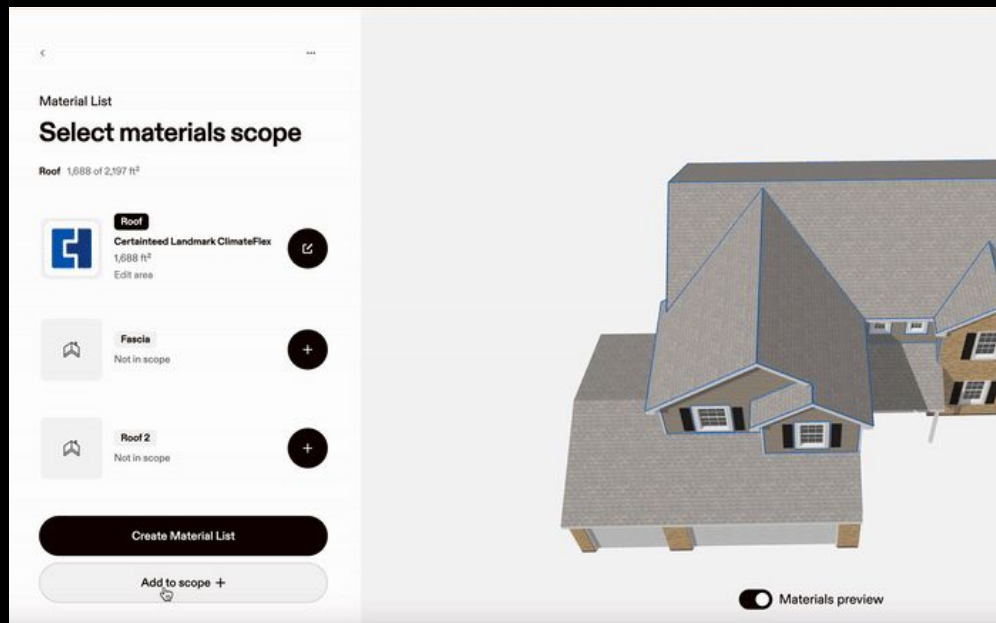 Material List
Select materials scope
Roof 1,688 of 2,197 ft²
Roof
Certainteed Landmark ClimateFlex
1,688 ft²
Edit area
Fascia
Not in scope
Roof 2
Not in scope
Create Material List
Add to scope +
Materials preview